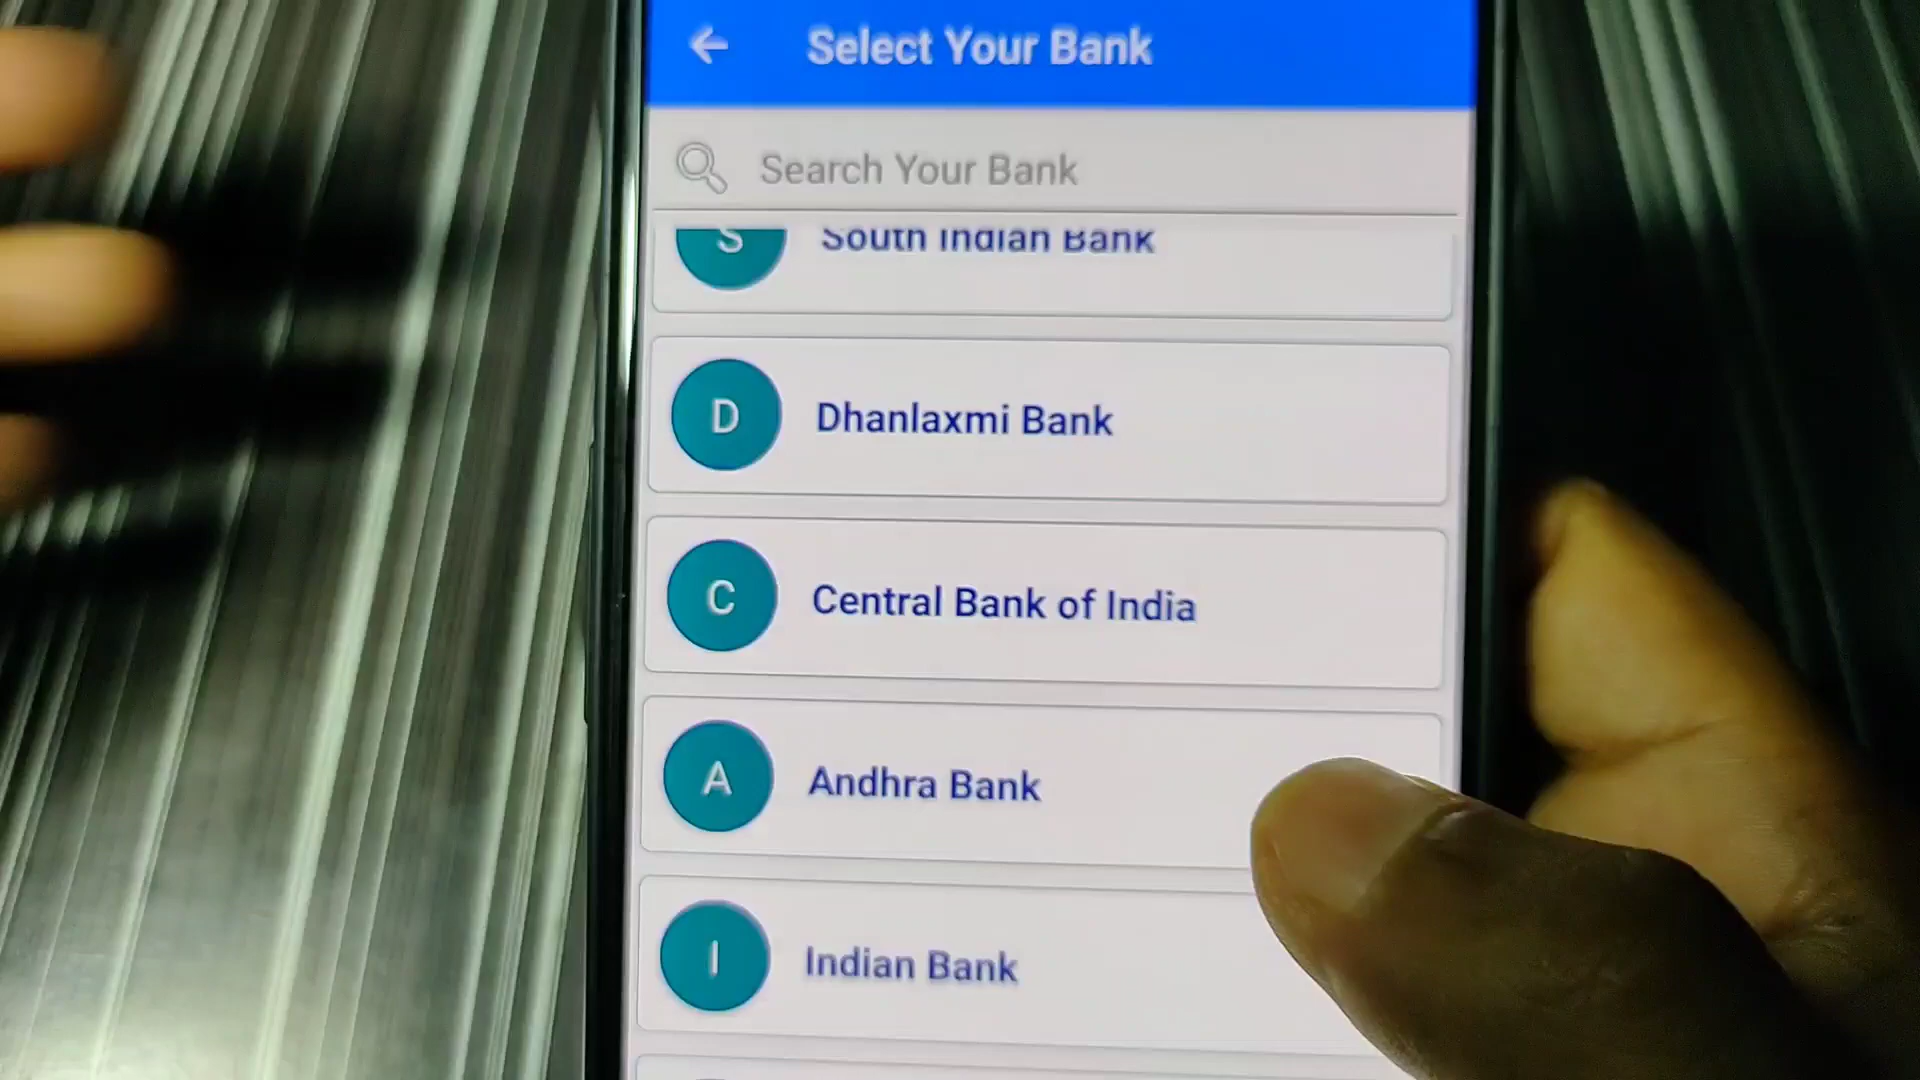 Select Your Bank
Search Your Bank
S South Indian Bank
D Dhanlaxmi Bank
C Central Bank of India
A Andhra Bank
I Indian Bank